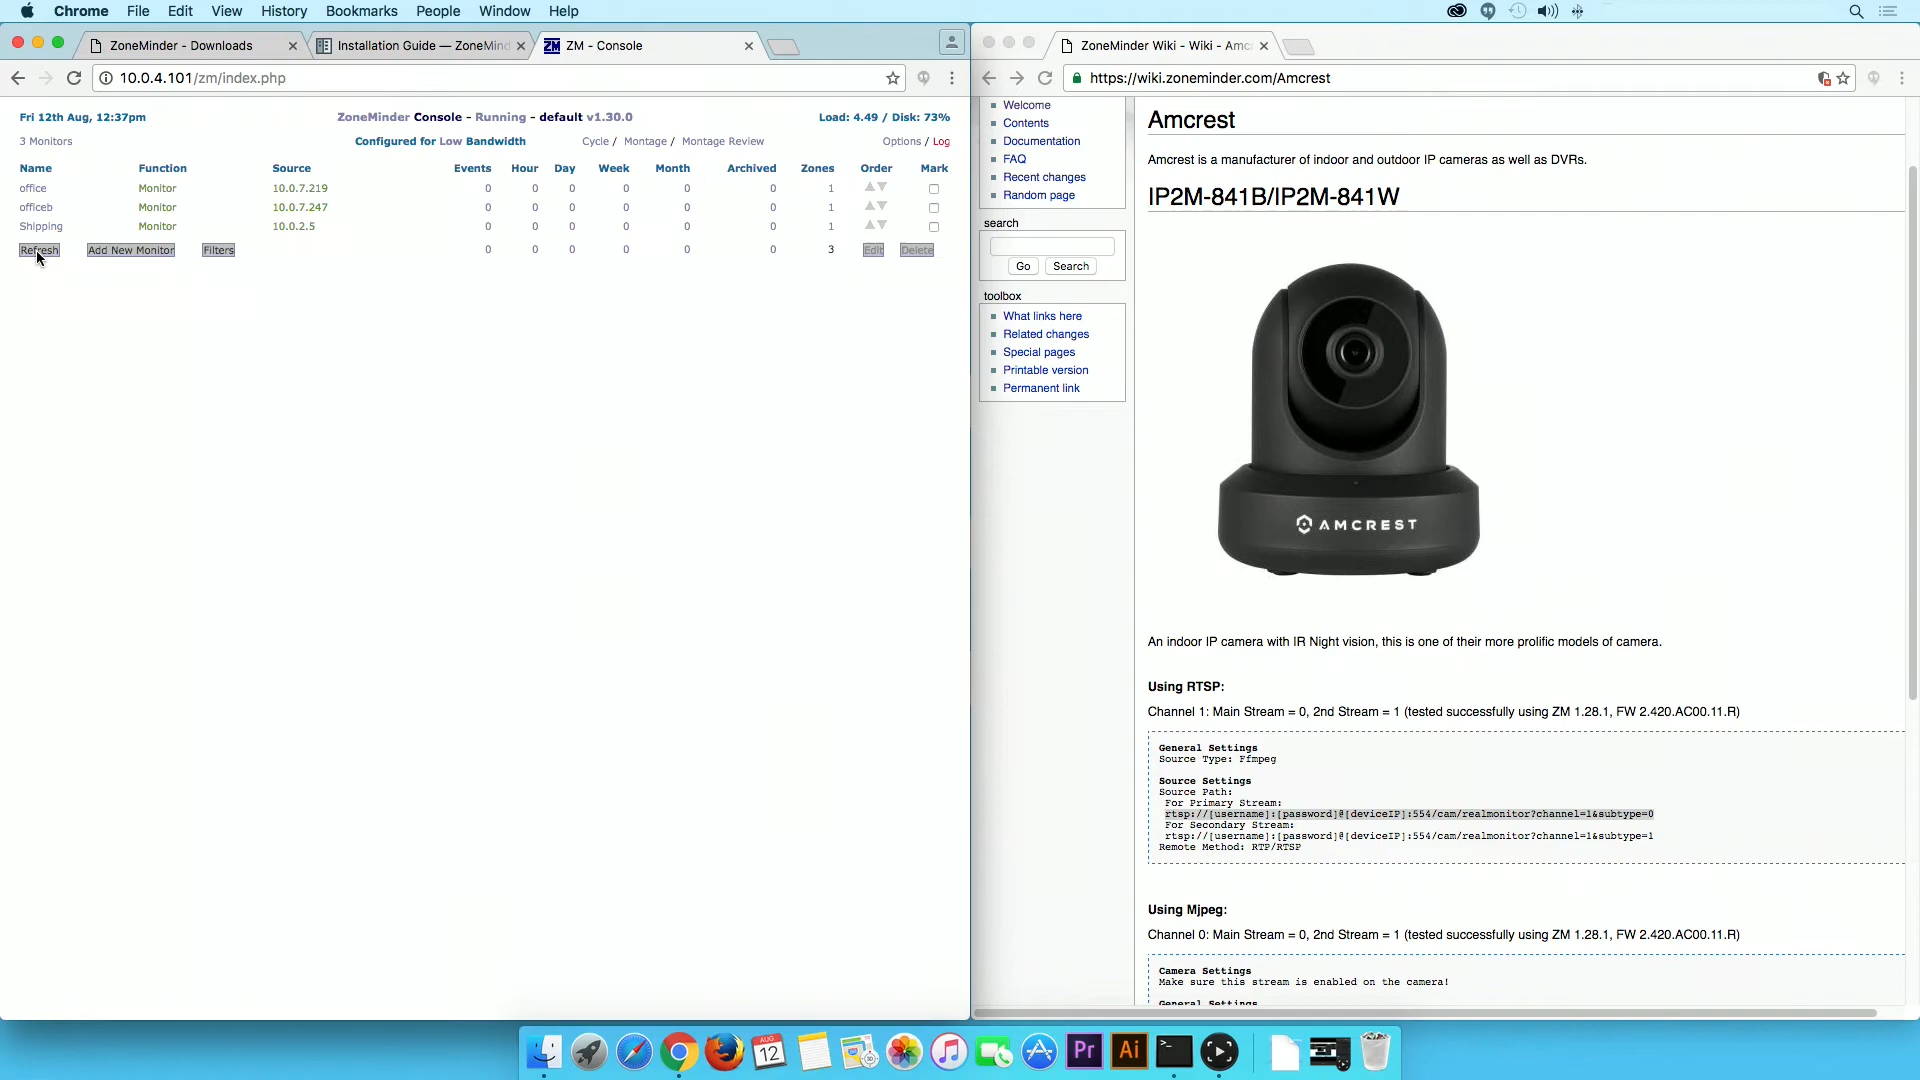 Chrome File Edit View History Bookmarks People Window Help
ZoneMinder - Downloads
Installation Guide — ZoneMind
ZM - Console
10.0.4.101/zm/index.php
Fri 12th Aug, 12:37pm ZoneMinder Console - Running - default v1.30.0 Load: 4.49 / Disk: 73%
3 Monitors Configured for Low Bandwidth Cycle / Montage / Montage Review Options / Log
Name Function Source Events Hour Day Week Month Archived Zones Order Mark
office Monitor 10.0.7.219 0 0 0 0 0 0 1
officeb Monitor 10.0.7.247 0 0 0 0 0 0 1
Shipping Monitor 10.0.2.5 0 0 0 0 0 0 1
Refresh Add New Monitor Filters 0 0 0 0 0 0 3 Edit Delete
ZoneMinder Wiki - Wiki - Amc
https://wiki.zoneminder.com/Amcrest
Welcome
Contents
Documentation
FAQ
Recent changes
Random page
search
Go Search
toolbox
What links here
Related changes
Special pages
Printable version
Permanent link
Amcrest
Amcrest is a manufacturer of indoor and outdoor IP cameras as well as DVRs.
IP2M-841B/IP2M-841W
AMCREST
An indoor IP camera with IR Night vision, this is one of their more prolific models of camera.
Using RTSP:
Channel 1: Main Stream = 0, 2nd Stream = 1 (tested successfully using ZM 1.28.1, FW 2.420.AC00.11.R)
General Settings
Source Type: Ffmpeg
Source Settings
Source Path:
For Primary Stream:
rtsp://[username]:[password]@[deviceIP]:554/cam/realmonitor?channel=1&subtype=0
For Secondary Stream:
rtsp://[username]:[password]@[deviceIP]:554/cam/realmonitor?channel=1&subtype=1
Remote Method: RTP/RTSP
Using Mjpeg:
Channel 0: Main Stream = 0, 2nd Stream = 1 (tested successfully using ZM 1.28.1, FW 2.420.AC00.11.R)
Camera Settings
Make sure this stream is enabled on the camera!
General Settings
AUG
12
Pr
Ai